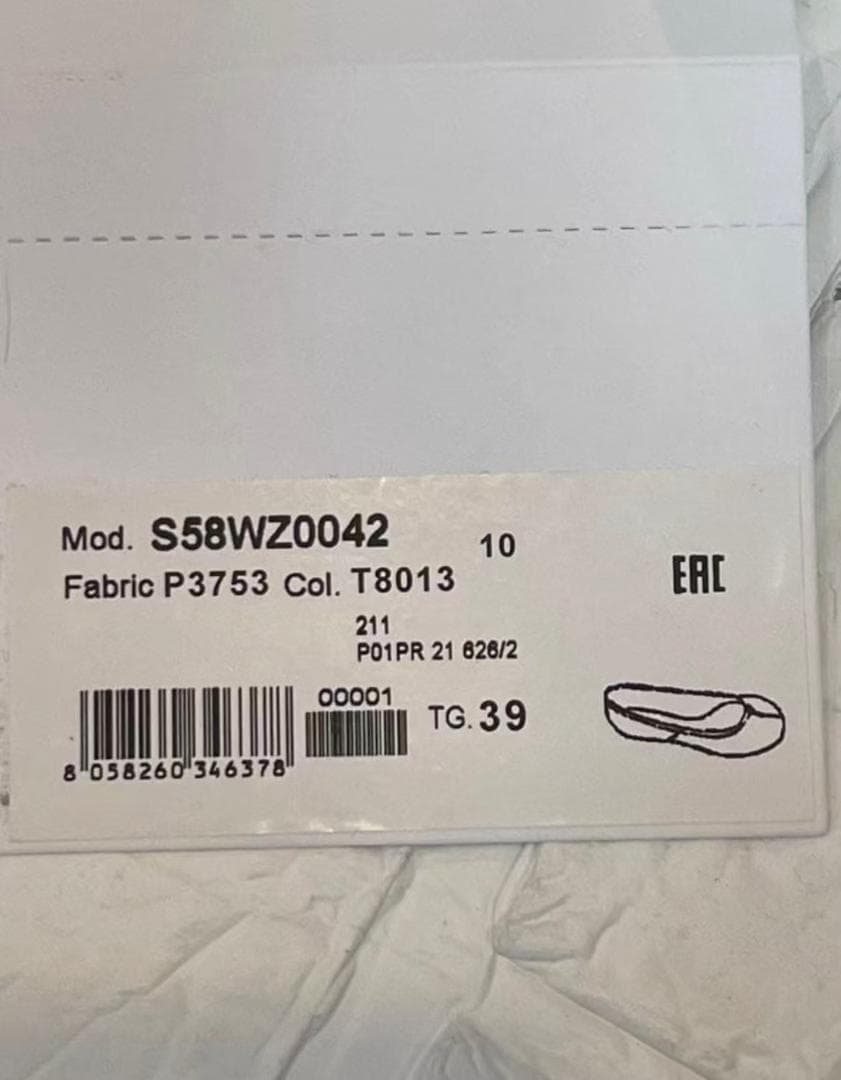 Mod. S58WZ0042 10
Fabric P3753 Col. T8013
EAC
211
P01PR 21 626/2
00001
TG. 39
8 058260 346378